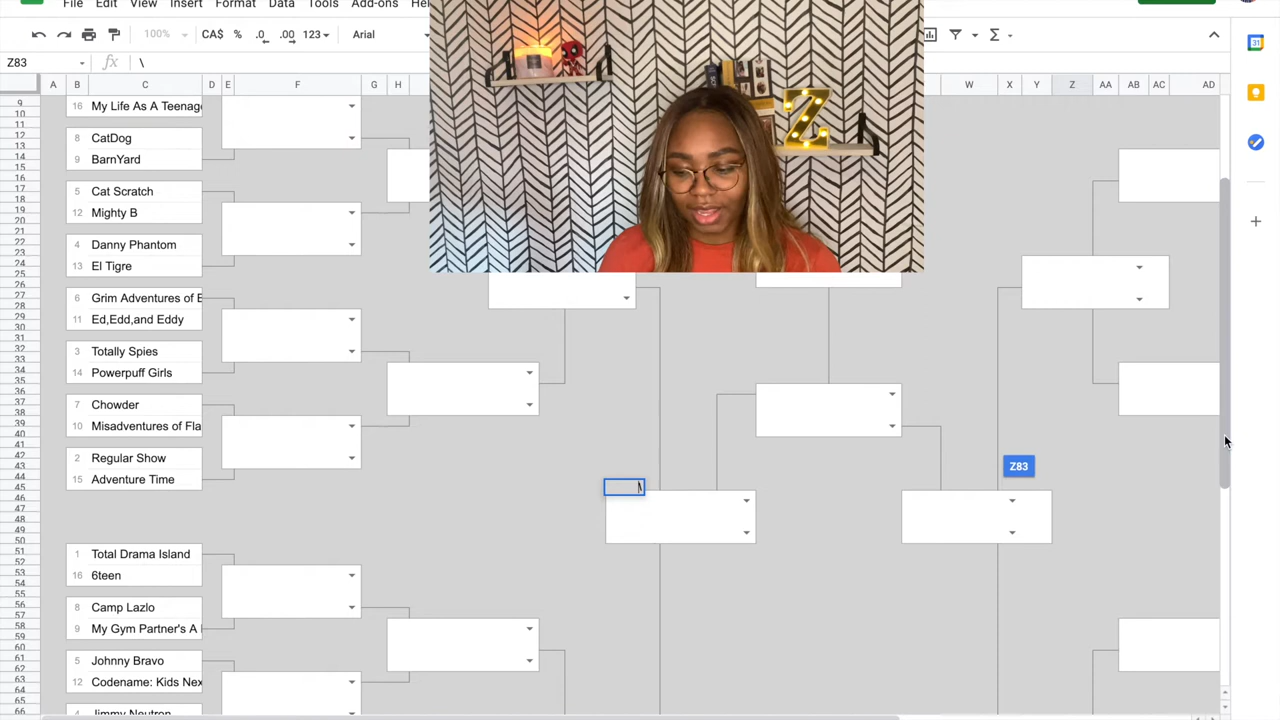 File Edit View Insert Format Data Tools Add-ons
100% CA$ % .0 .00 123 Arial Σ
Z83 fx \
A B C D E F G H W X Y Z AA AB AC AD
16 My Life As A Teenag
8 CatDog
9 BarnYard
5 Cat Scratch
12 Mighty B
4 Danny Phantom
13 El Tigre
6 Grim Adventures of B
11 Ed,Edd,and Eddy
3 Totally Spies
14 Powerpuff Girls
7 Chowder
10 Misadventures of Fla
2 Regular Show
15 Adventure Time
Z83
\
1 Total Drama Island
16 6teen
8 Camp Lazlo
9 My Gym Partner's A
5 Johnny Bravo
12 Codename: Kids Nex
4 Jimmy Neutron
Z
31